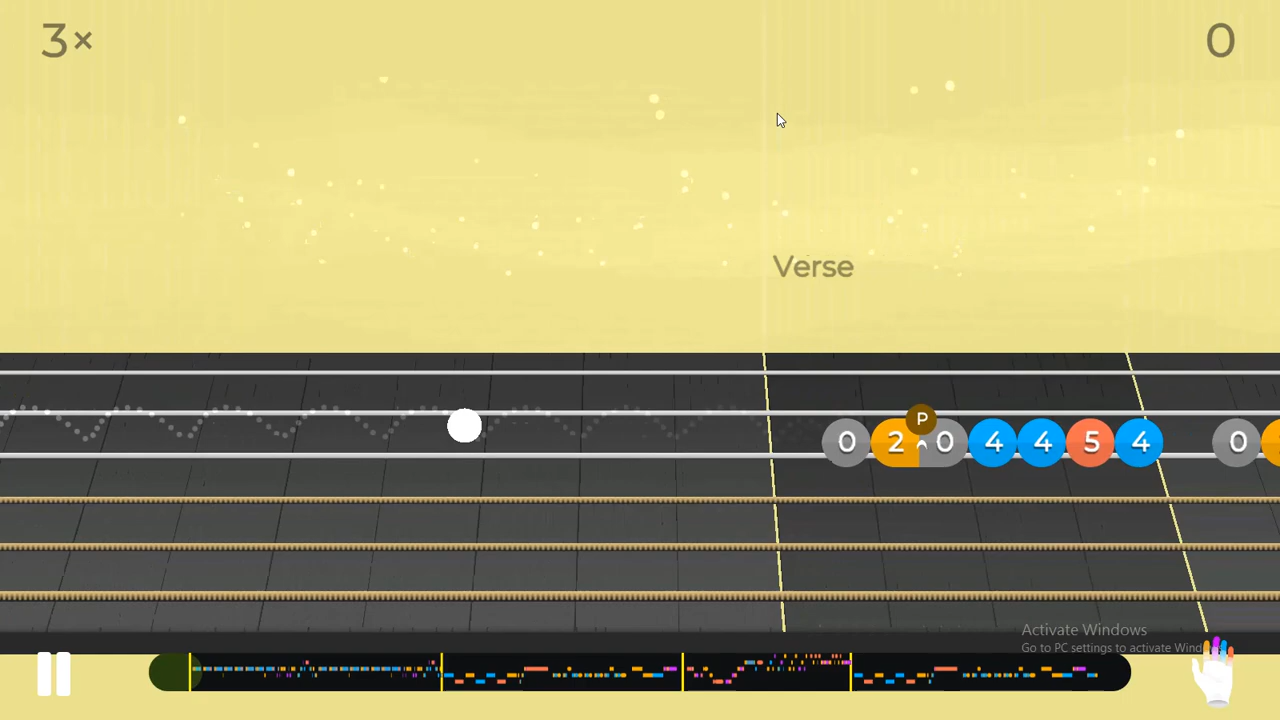 3× 0
Verse
P
0 2 0 4 4 5 4 0
Activate Windows
Go to PC settings to activate Wind